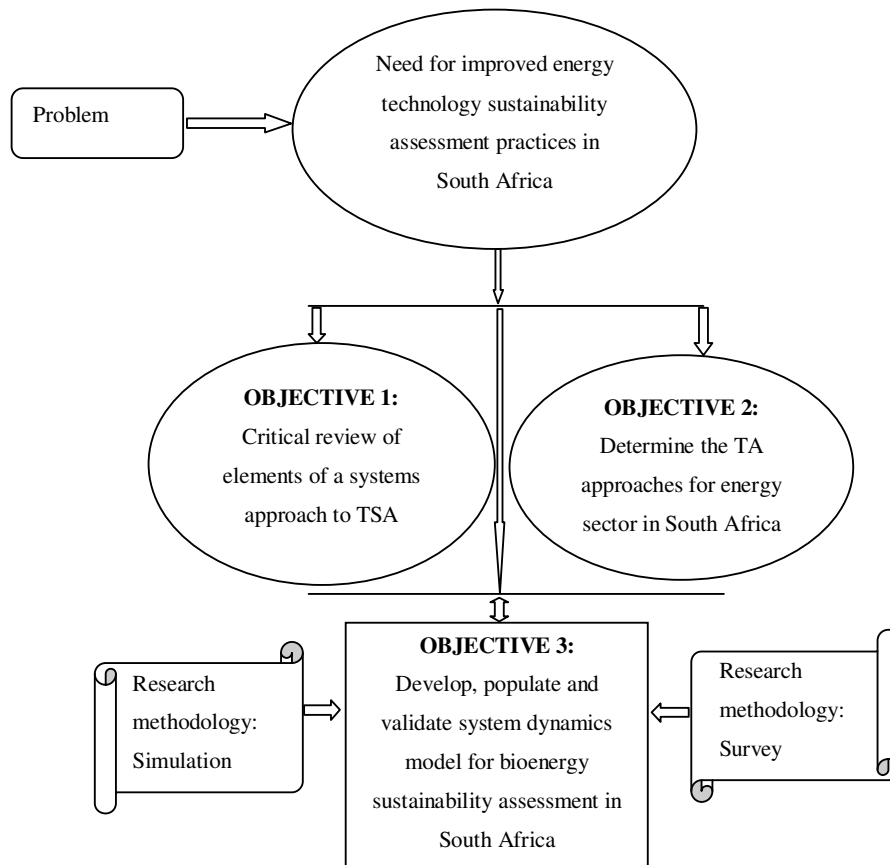 Problem
Need for improved energy
technology sustainability
assessment practices in
South Africa
OBJECTIVE 1:
Critical review of
elements of a systems
approach to TSA
OBJECTIVE 2:
Determine the TA
approaches for energy
sector in South Africa
OBJECTIVE 3:
Develop, populate and
validate system dynamics
model for bioenergy
sustainability assessment in
South Africa
Research
methodology:
Simulation
Research
methodology:
Survey